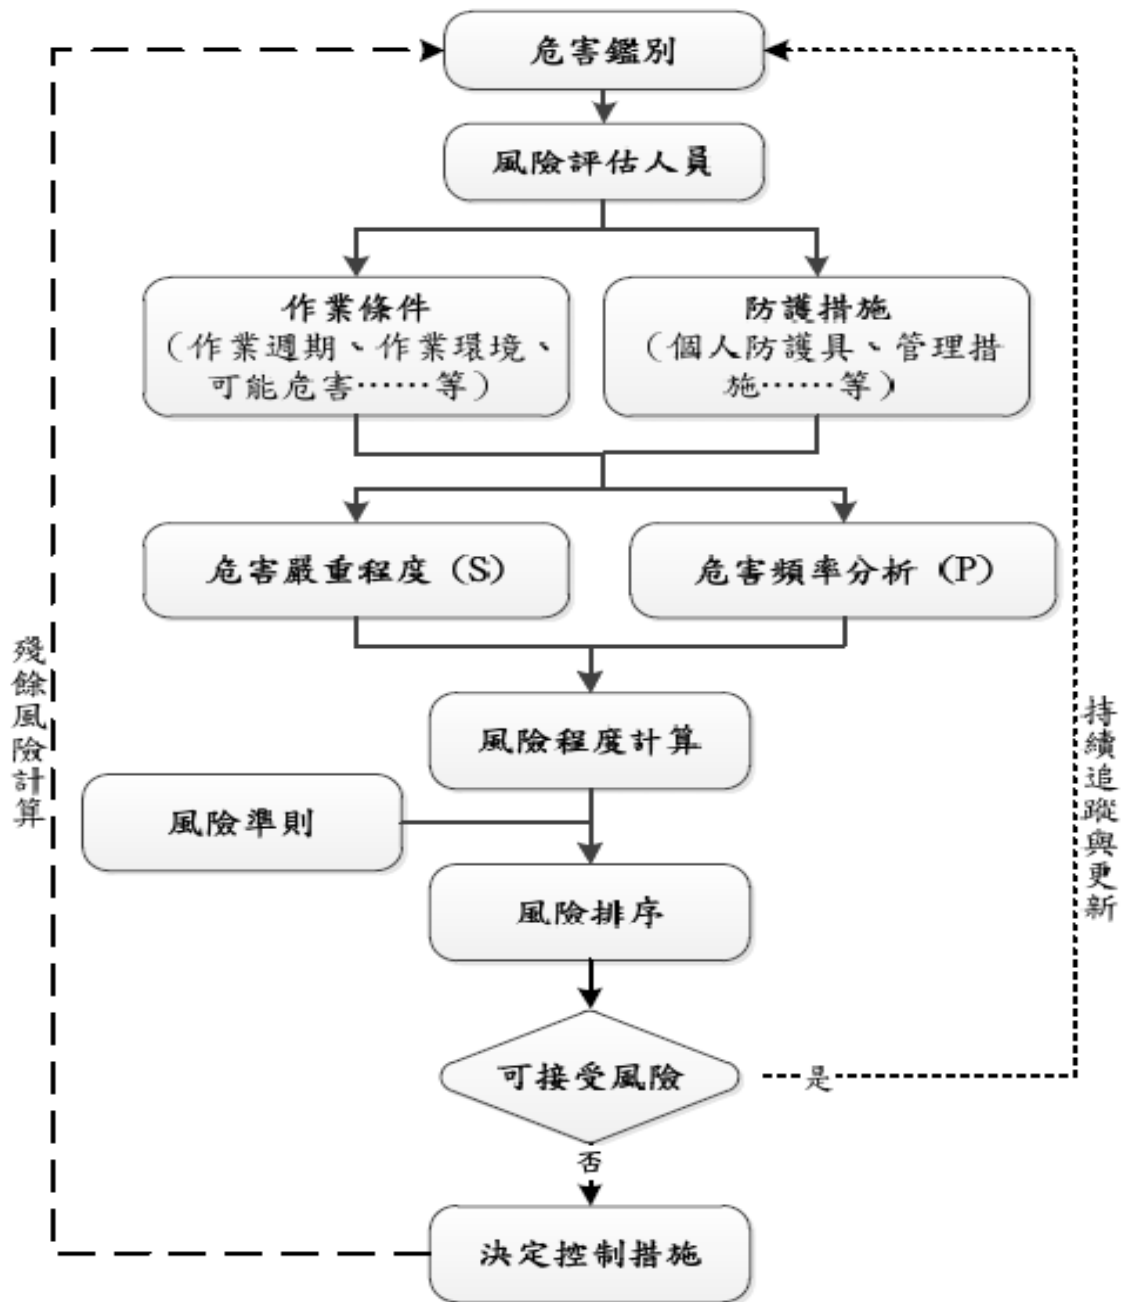 危害鑑別
風險評估人員
作業條件
（作業週期、作業環境、
可能危害……等）
防護措施
（個人防護具、管理措
施……等）
危害嚴重程度（S）
危害頻率分析（P）
風險程度計算
風險準則
風險排序
可接受風險
是
否
決定控制措施
殘餘風險計算
持續追蹤與更新